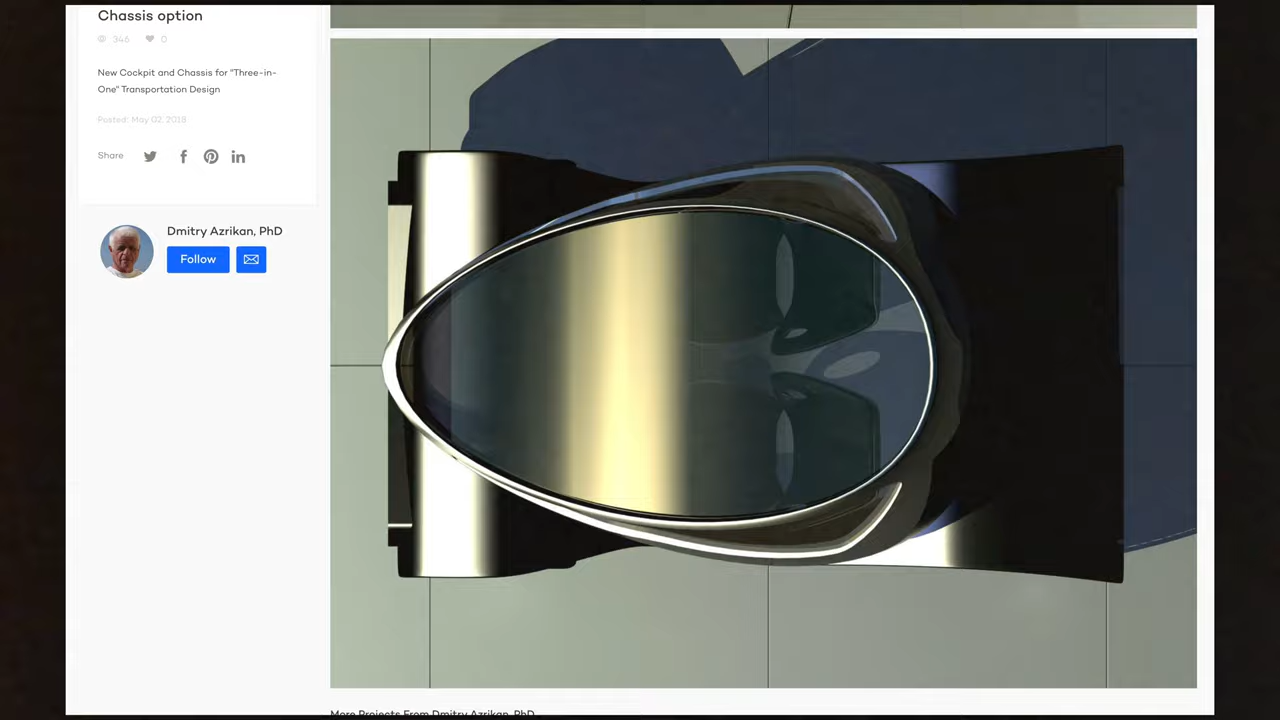 Chassis option
346 0
New Cockpit and Chassis for "Three-in-
One" Transportation Design
Posted: May 02, 2018
Share
Dmitry Azrikan, PhD
Follow
More Projects From Dmitry Azrikan, PhD